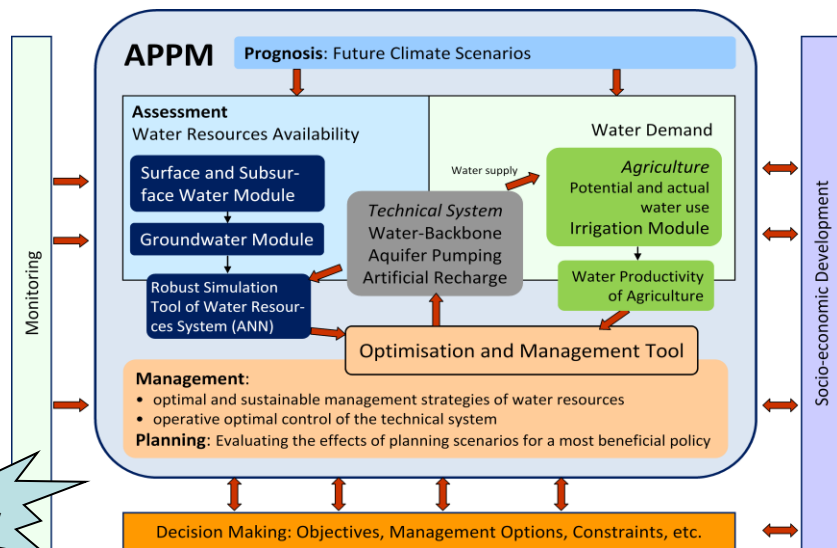 APPM
Prognosis: Future Climate Scenarios
Assessment
Water Resources Availability
Surface and Subsur-
face Water Module
Groundwater Module
Robust Simulation
Tool of Water Resour-
ces System (ANN)
Water supply
Technical System
Water-Backbone
Aquifer Pumping
Artificial Recharge
Water Demand
Agriculture
Potential and actual
water use
Irrigation Module
Water Productivity
of Agriculture
Optimisation and Management Tool
Management:
• optimal and sustainable management strategies of water resources
• operative optimal control of the technical system
Planning: Evaluating the effects of planning scenarios for a most beneficial policy
Monitoring
Socio-economic Development
Decision Making: Objectives, Management Options, Constraints, etc.